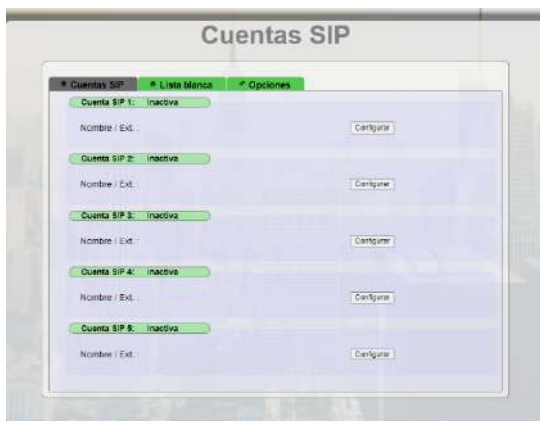 Cuentas SIP
Cuentas SIP Lista blanca Opciones
Cuenta SIP 1: Inactiva
Nombre / Ext. : Configurar
Cuenta SIP 2: Inactiva
Nombre / Ext. : Configurar
Cuenta SIP 3: Inactiva
Nombre / Ext. : Configurar
Cuenta SIP 4: Inactiva
Nombre / Ext. : Configurar
Cuenta SIP 5: Inactiva
Nombre / Ext. : Configurar